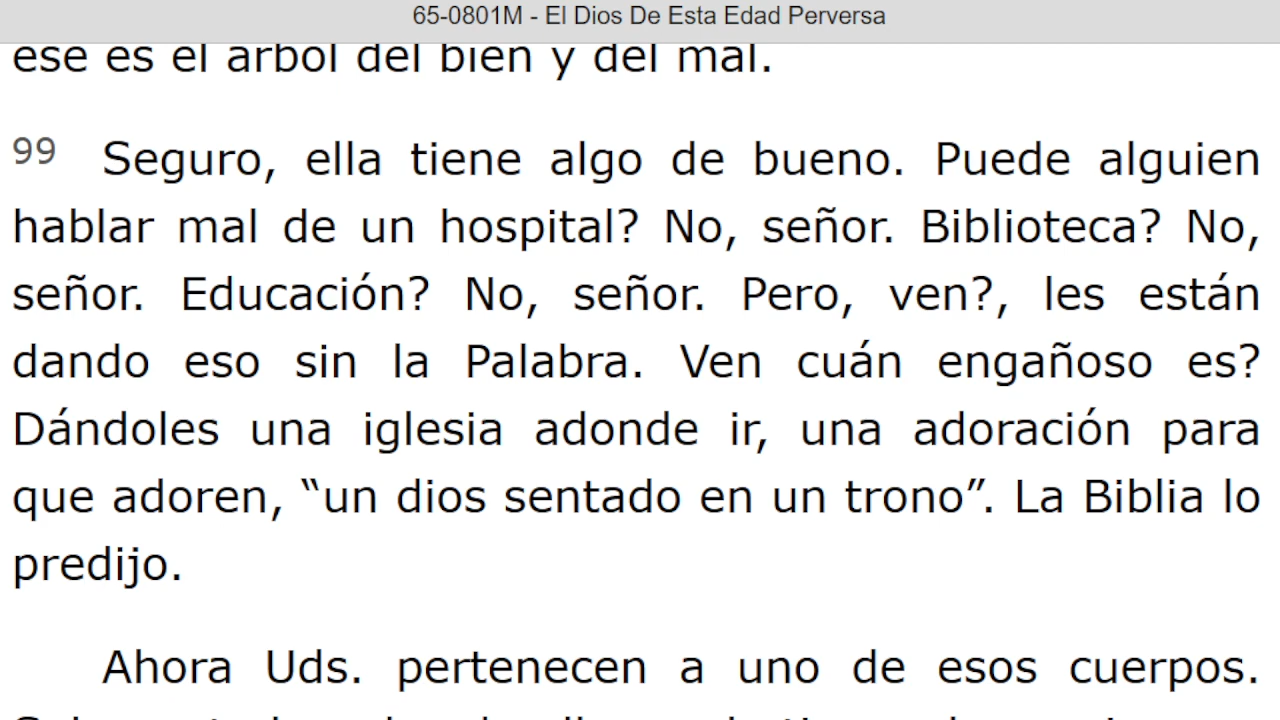 65-0801M - El Dios De Esta Edad Perversa
ese es el árbol del bien y del mal.
99 Seguro, ella tiene algo de bueno. Puede alguien
hablar mal de un hospital? No, señor. Biblioteca? No,
señor. Educación? No, señor. Pero, ven?, les están
dando eso sin la Palabra. Ven cuán engañoso es?
Dándoles una iglesia adonde ir, una adoración para
que adoren, “un dios sentado en un trono”. La Biblia lo
predijo.
Ahora Uds. pertenecen a uno de esos cuerpos.